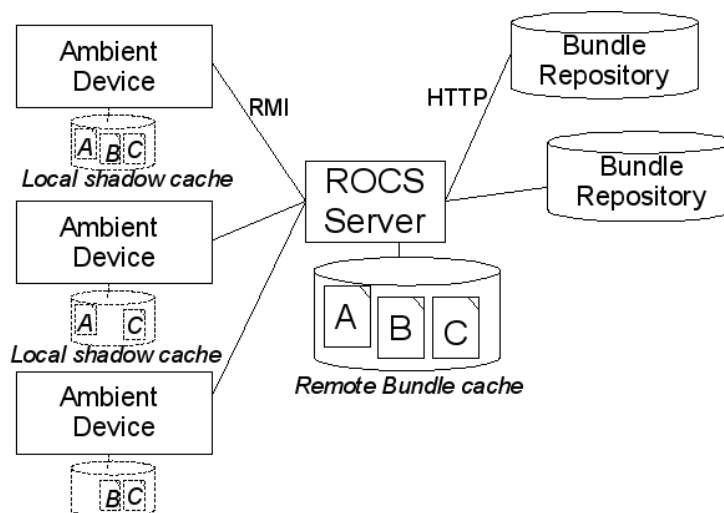 Ambient
Device
A B C
Local shadow cache
Ambient
Device
A C
Local shadow cache
Ambient
Device
B C
RMI
ROCS
Server
A B C
Remote Bundle cache
HTTP
Bundle
Repository
Bundle
Repository